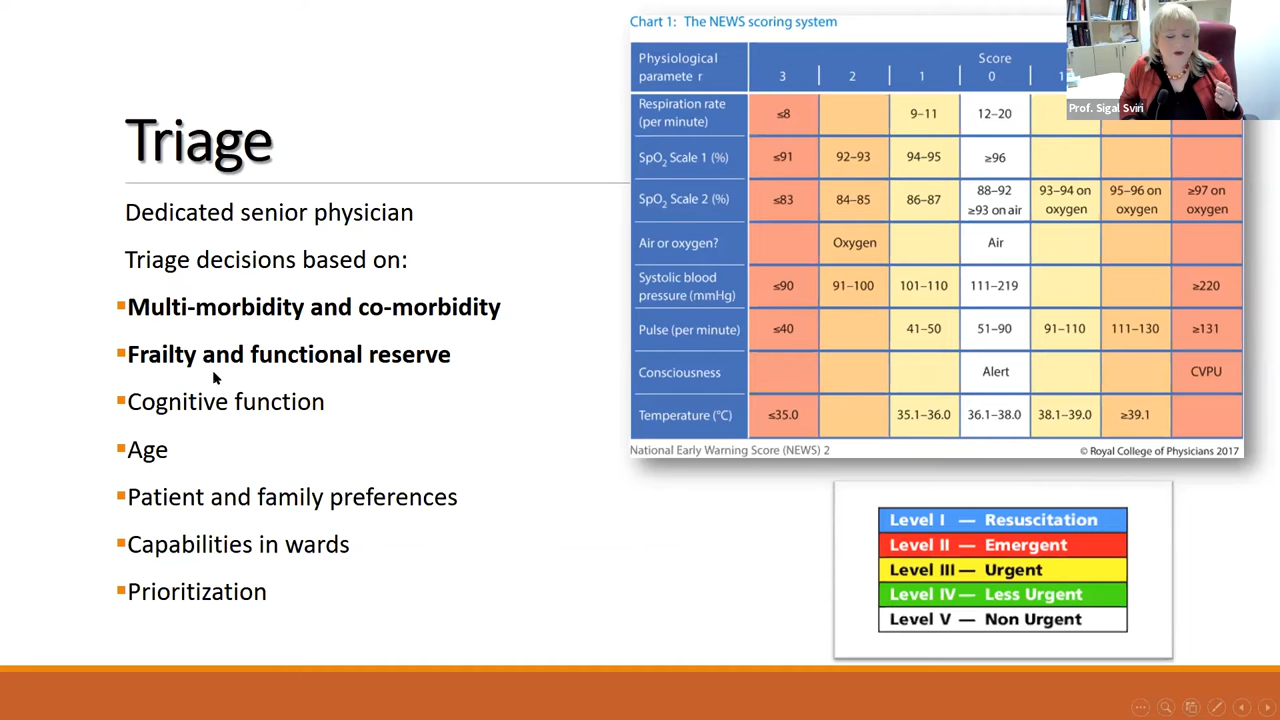 Chart 1: The NEWS scoring system
Prof. Sigal Sviri
Triage
Dedicated senior physician
Triage decisions based on:
Multi-morbidity and co-morbidity
Frailty and functional reserve
Cognitive function
Age
Patient and family preferences
Capabilities in wards
Prioritization
Physiological
paramete r
Score
3 2 1 0 1
Respiration rate
(per minute)
≤8 9–11 12–20
SpO2 Scale 1 (%) ≤91 92–93 94–95 ≥96
SpO2 Scale 2 (%) ≤83 84–85 86–87
88–92
≥93 on air
93–94 on
oxygen
95–96 on
oxygen
≥97 on
oxygen
Air or oxygen? Oxygen Air
Systolic blood
pressure (mmHg)
≤90 91–100 101–110 111–219 ≥220
Pulse (per minute) ≤40 41–50 51–90 91–110 111–130 ≥131
Consciousness Alert CVPU
Temperature (°C) ≤35.0 35.1–36.0 36.1–38.0 38.1–39.0 ≥39.1
National Early Warning Score (NEWS) 2 © Royal College of Physicians 2017
Level I — Resuscitation
Level II — Emergent
Level III — Urgent
Level IV — Less Urgent
Level V — Non Urgent